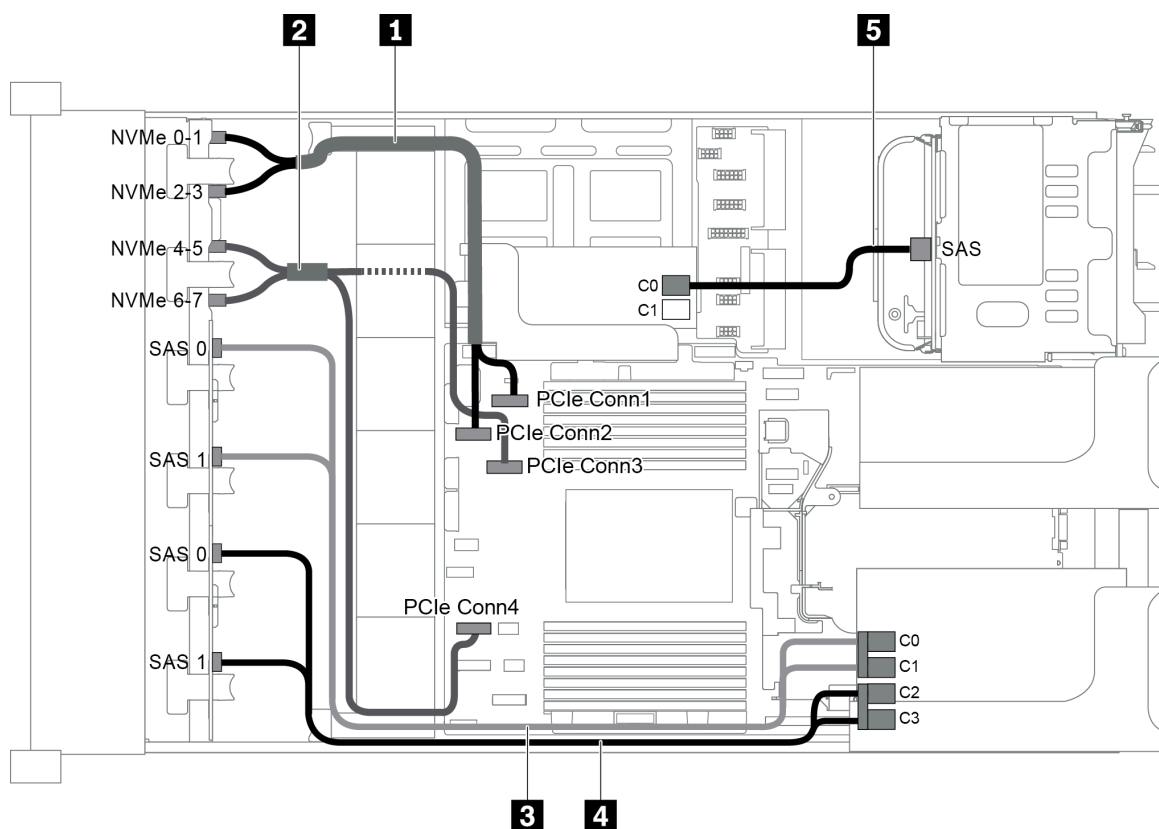 2
1
5
NVMe 0-1
NVMe 2-3
NVMe 4-5
SAS
C0
NVMe 6-7
C1
SAS 0
PCIe Conn1
PCIe Conn2
SAS 1
PCIe Conn3
SAS 0
PCIe Conn4
C0
SAS 1
C1
C2
C3
3
4